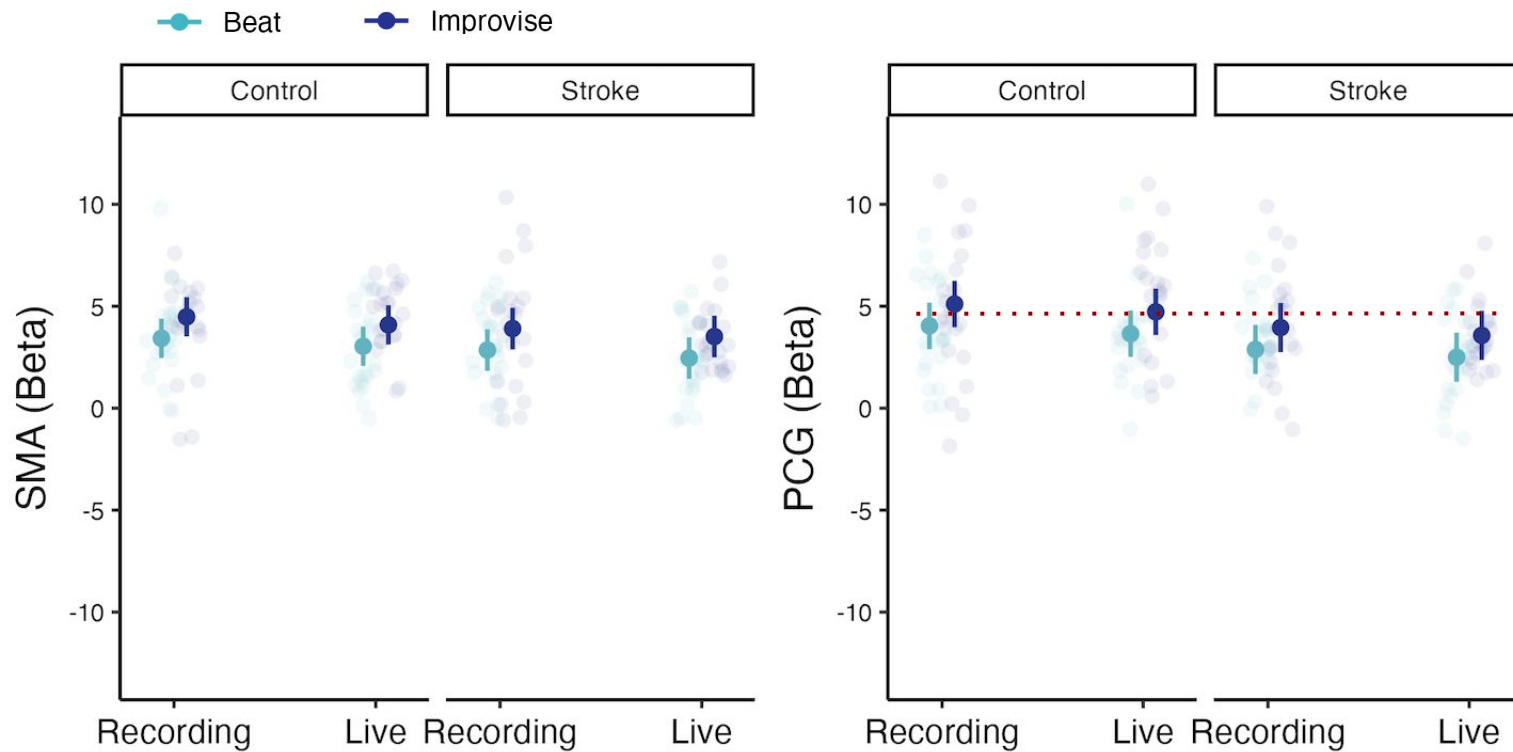 Beat Improvise
Control Stroke Control Stroke
SMA (Beta)
10
5
0
-5
-10
Recording Live Recording Live
PCG (Beta)
10
5
0
-5
-10
Recording Live Recording Live